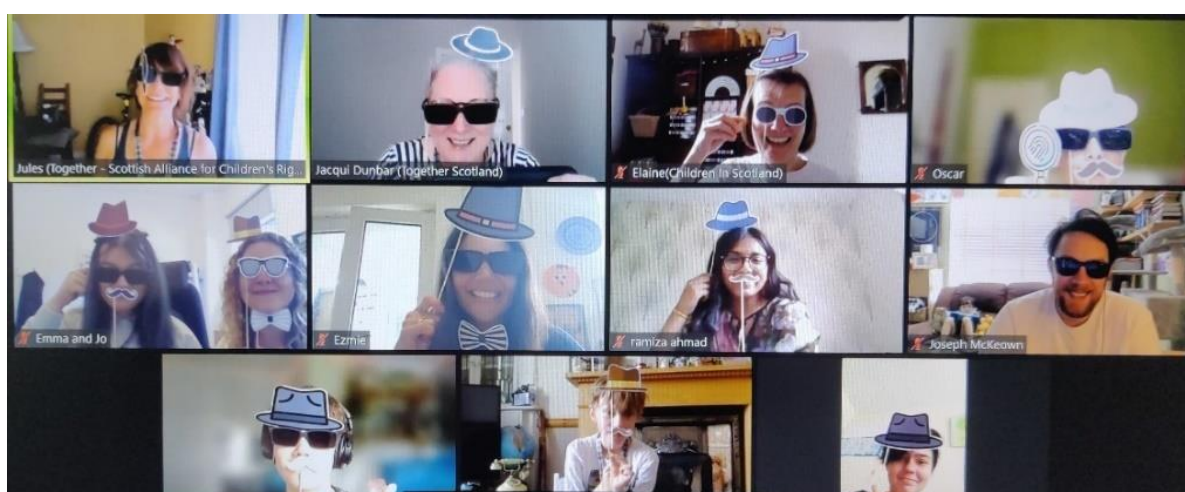 Jules (Together - Scottish Alliance for Children's Rig...
Jacqui Dunbar (Together Scotland)
Elaine(Children in Scotland)
Oscar
Emma and Jo
Ezmie
ramiza ahmad
Joseph McKeown